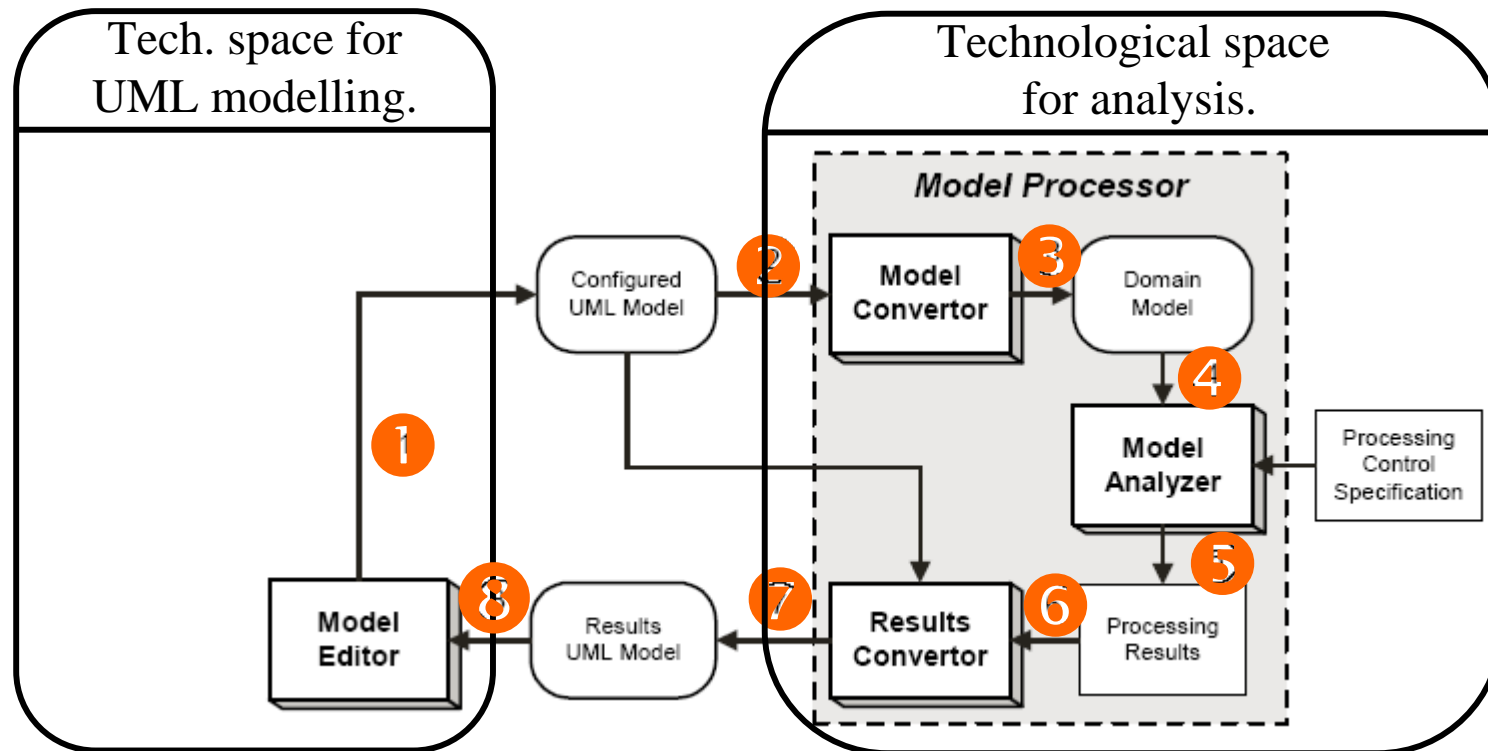 Tech. space for
UML modelling.
Technological space
for analysis.
Model Processor
Configured
UML Model
2
Model
Convertor
3
Domain
Model
4
1
Model
Analyzer
Processing
Control
Specification
5
Model
Editor
8
Results
UML Model
7
Results
Convertor
6
Processing
Results